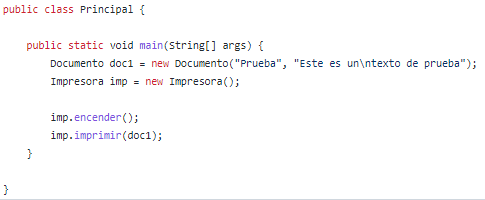 public class Principal {
public static void main(String[] args) {
Documento doc1 = new Documento("Prueba", "Este es un\ntexto de prueba");
Impresora imp = new Impresora();
imp.encender();
imp.imprimir(doc1);
}
}